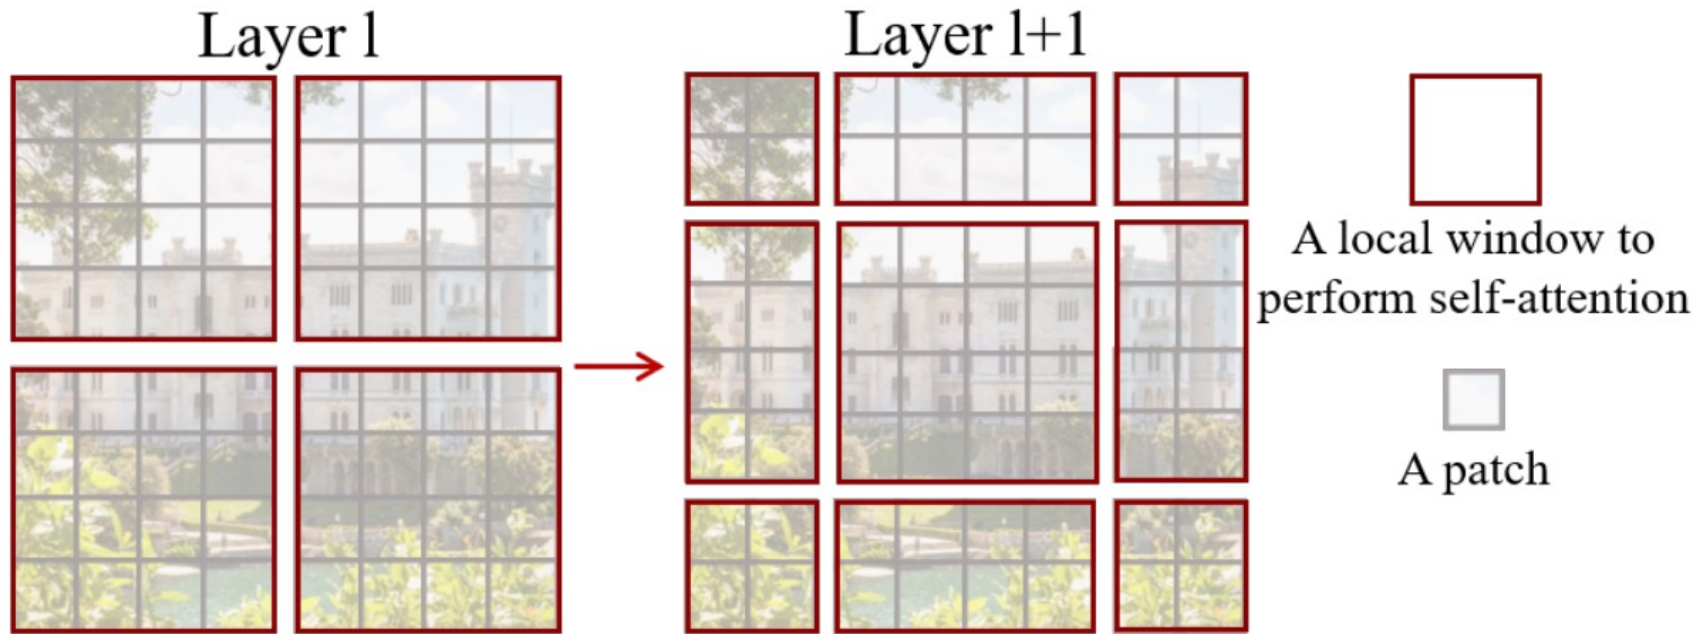 Layer l
Layer l+1
A local window to
perform self-attention
A patch